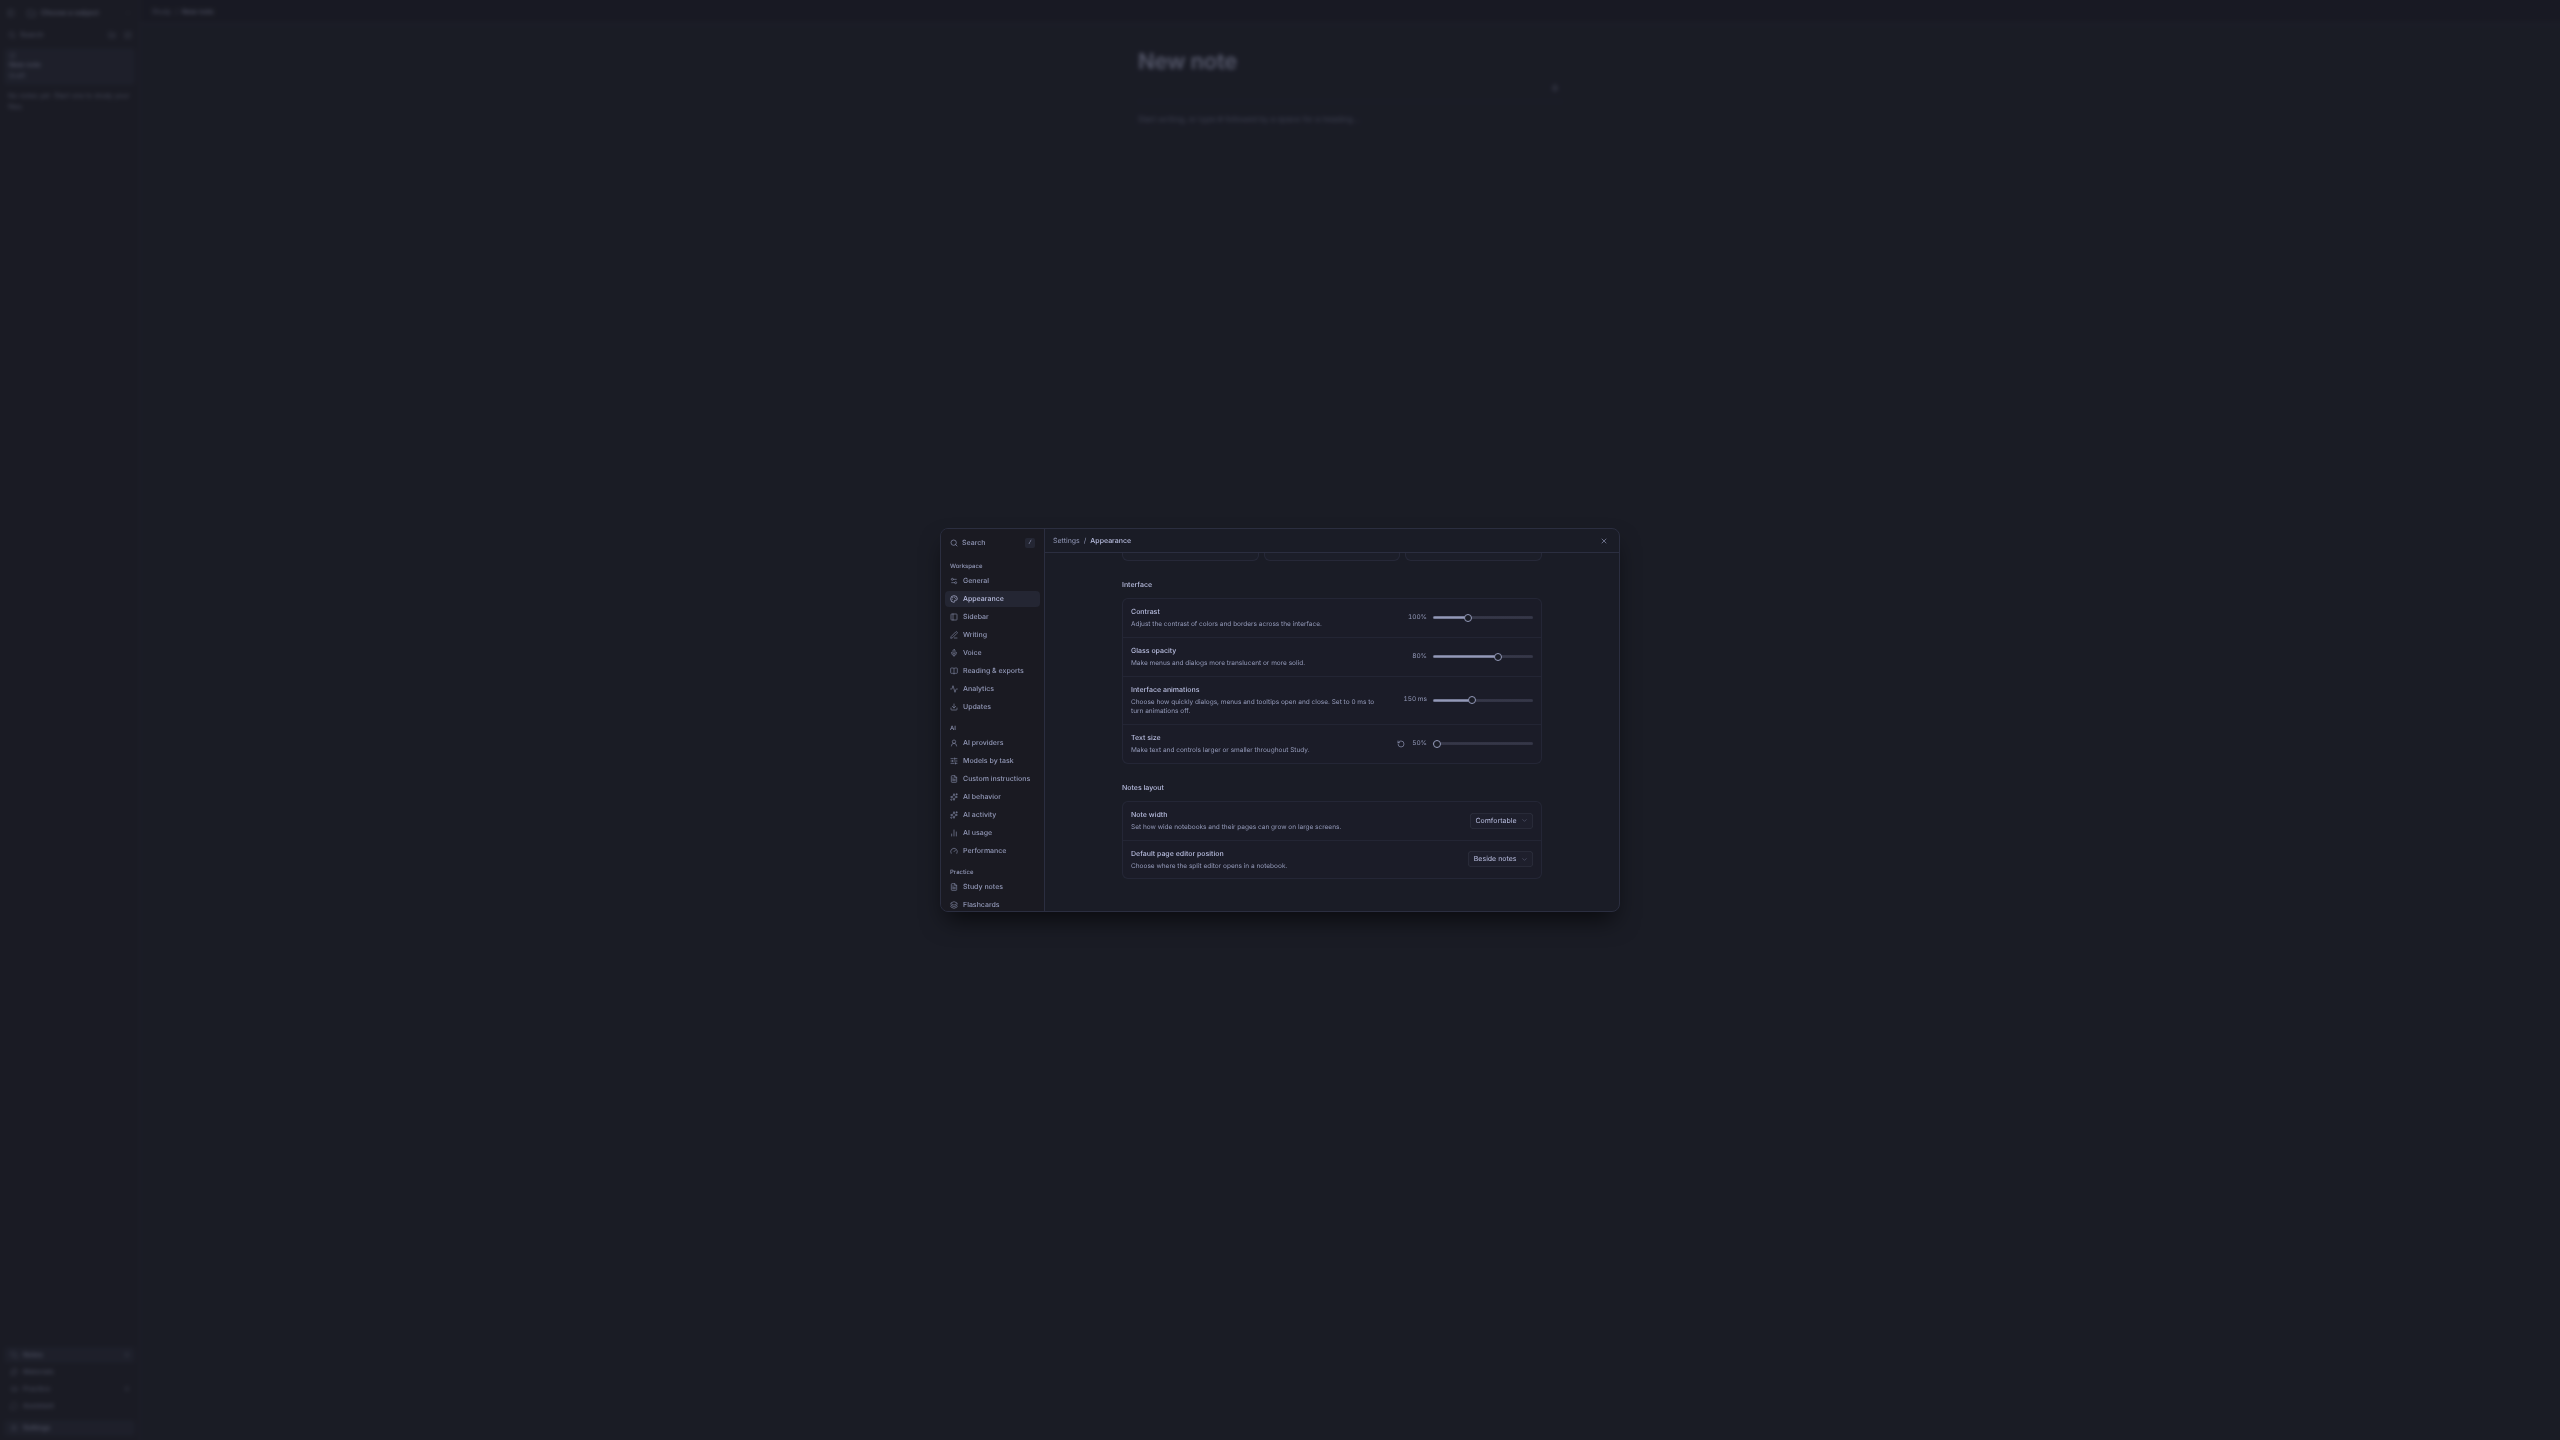 New note
Search
/
Workspace
General
Appearance
Sidebar
Writing
Voice
Reading & exports
Analytics
Updates
AI
AI providers
Models by task
Custom instructions
AI behavior
AI activity
AI usage
Performance
Practice
Study notes
Flashcards
Settings / Appearance
Interface
Contrast
Adjust the contrast of colors and borders across the interface.
100%
Glass opacity
Make menus and dialogs more translucent or more solid.
80%
Interface animations
Choose how quickly dialogs, menus and tooltips open and close. Set to 0 ms to
turn animations off.
150 ms
Text size
Make text and controls larger or smaller throughout Study.
50%
Notes layout
Note width
Set how wide notebooks and their pages can grow on large screens.
Comfortable
Default page editor position
Choose where the split editor opens in a notebook.
Beside notes